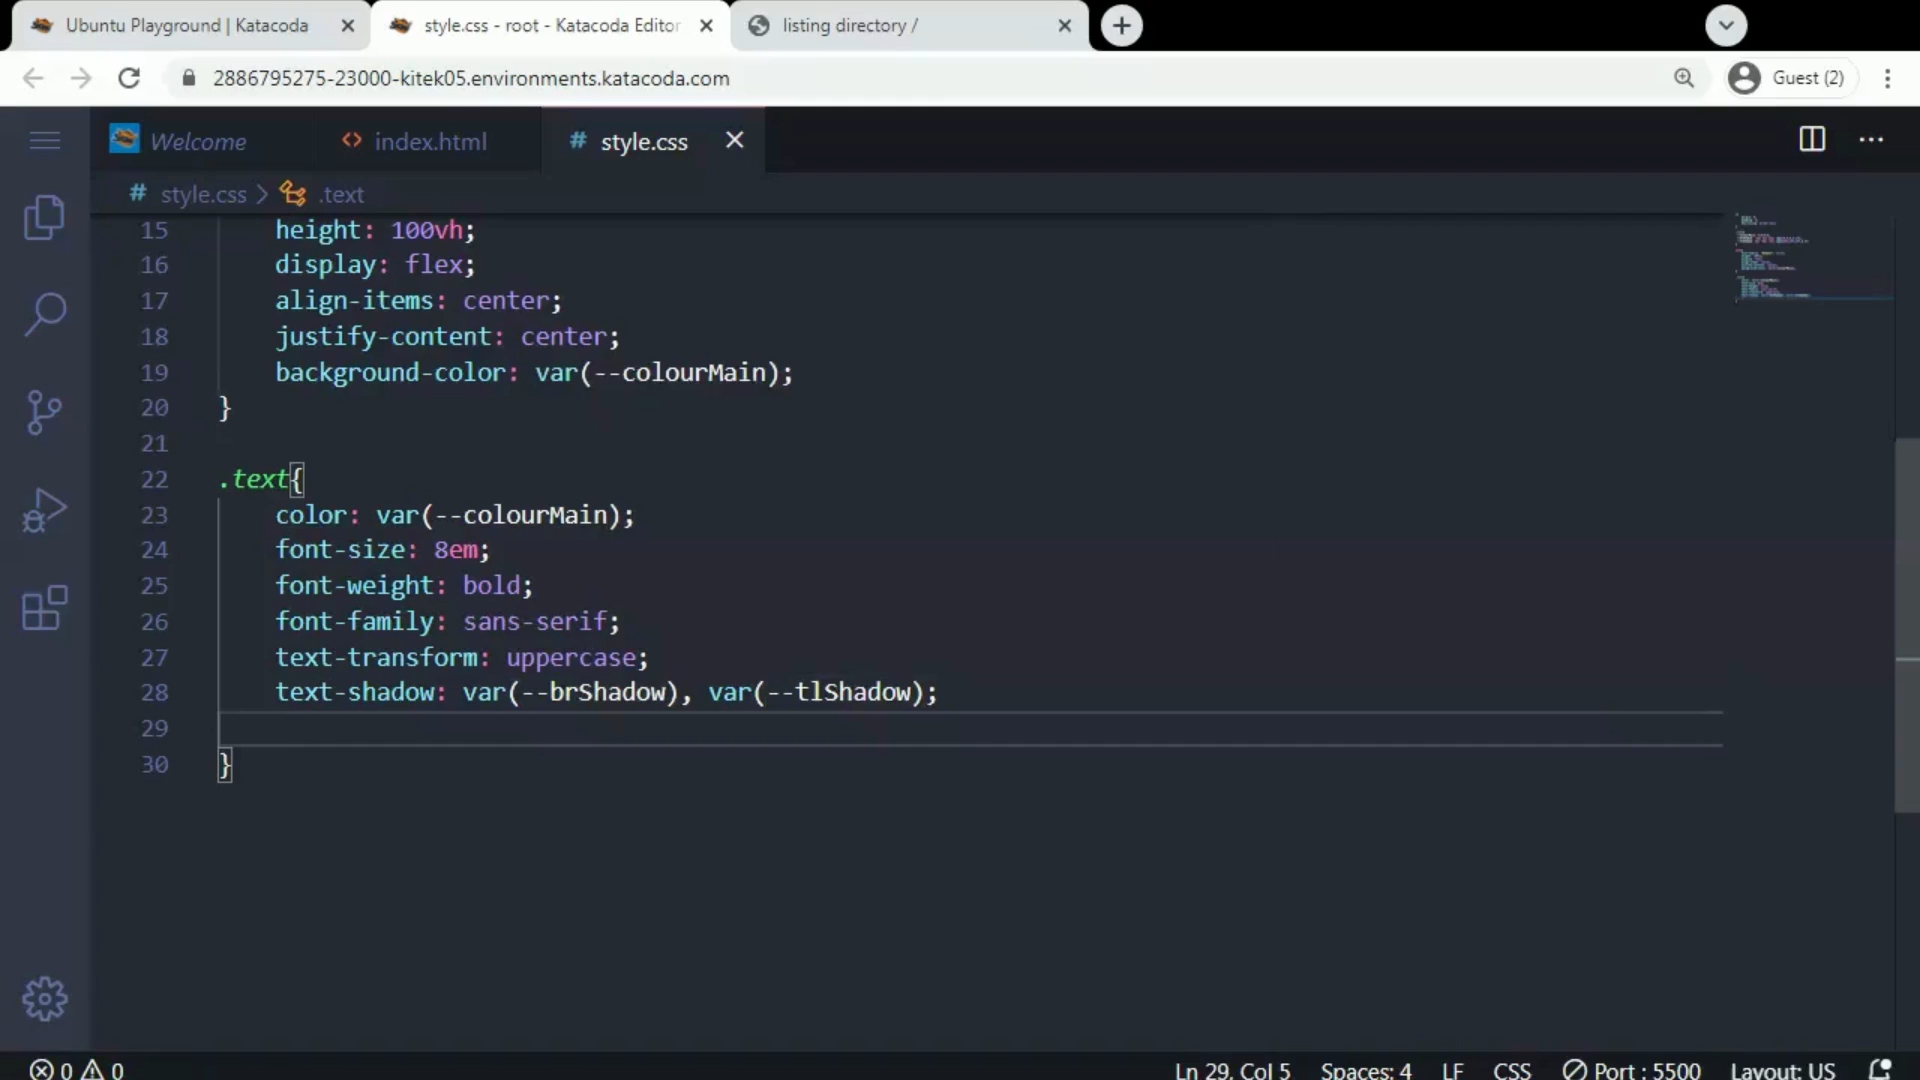 Ubuntu Playground | Katacoda
style.css - root - Katacoda Editor
listing directory /
2886795275-23000-kitek05.environments.katacoda.com
Guest (2)
Welcome
index.html
# style.css
# style.css > .text
15 height: 100vh;
16 display: flex;
17 align-items: center;
18 justify-content: center;
19 background-color: var(--colourMain);
20 }
21
22 .text{
23 color: var(--colourMain);
24 font-size: 8em;
25 font-weight: bold;
26 font-family: sans-serif;
27 text-transform: uppercase;
28 text-shadow: var(--brShadow), var(--tlShadow);
29
30 }
0 0 Ln 29, Col 5 Spaces: 4 LF CSS Port : 5500 Layout: US